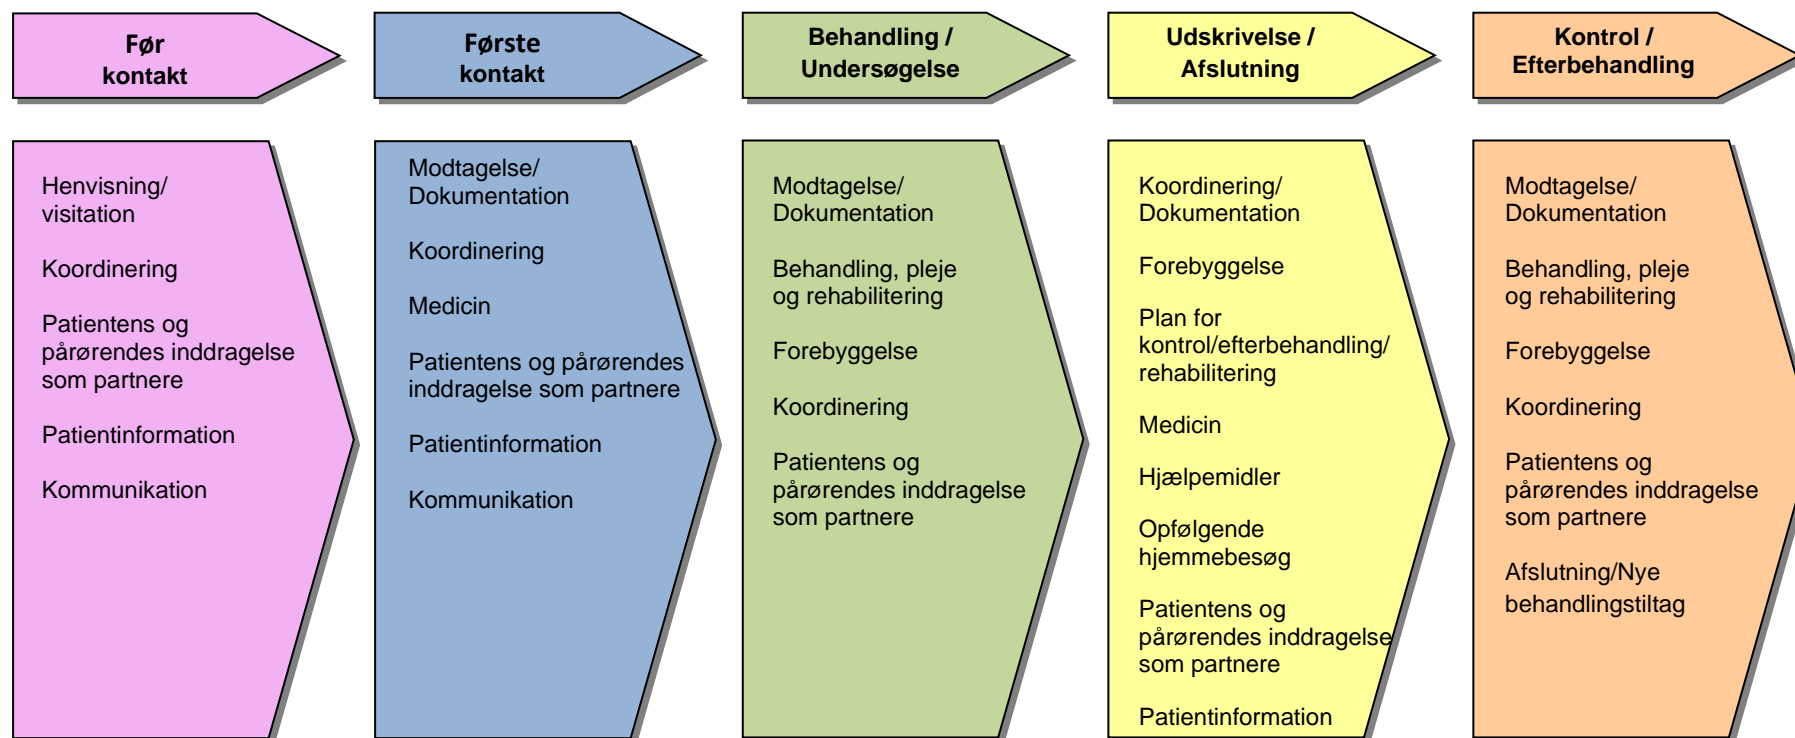 Før
kontakt
Første
kontakt
Behandling /
Undersøgelse
Udskrivelse /
Afslutning
Kontrol /
Efterbehandling
Henvisning/
visitation
Koordinering
Patientens og
pårørendes inddragelse
som partnere
Patientinformation
Kommunikation
Modtagelse/
Dokumentation
Koordinering
Medicin
Patientens og pårørendes
inddragelse som partnere
Patientinformation
Kommunikation
Modtagelse/
Dokumentation
Behandling, pleje
og rehabilitering
Forebyggelse
Koordinering
Patientens og
pårørendes inddragelse
som partnere
Koordinering/
Dokumentation
Forebyggelse
Plan for
kontrol/efterbehandling/
rehabilitering
Medicin
Hjælpemidler
Opfølgende
hjemmebesøg
Patientens og
pårørendes inddragelse
som partnere
Patientinformation
Modtagelse/
Dokumentation
Behandling, pleje
og rehabilitering
Forebyggelse
Koordinering
Patientens og
pårørendes inddragelse
som partnere
Afslutning/Nye
behandlingstiltag